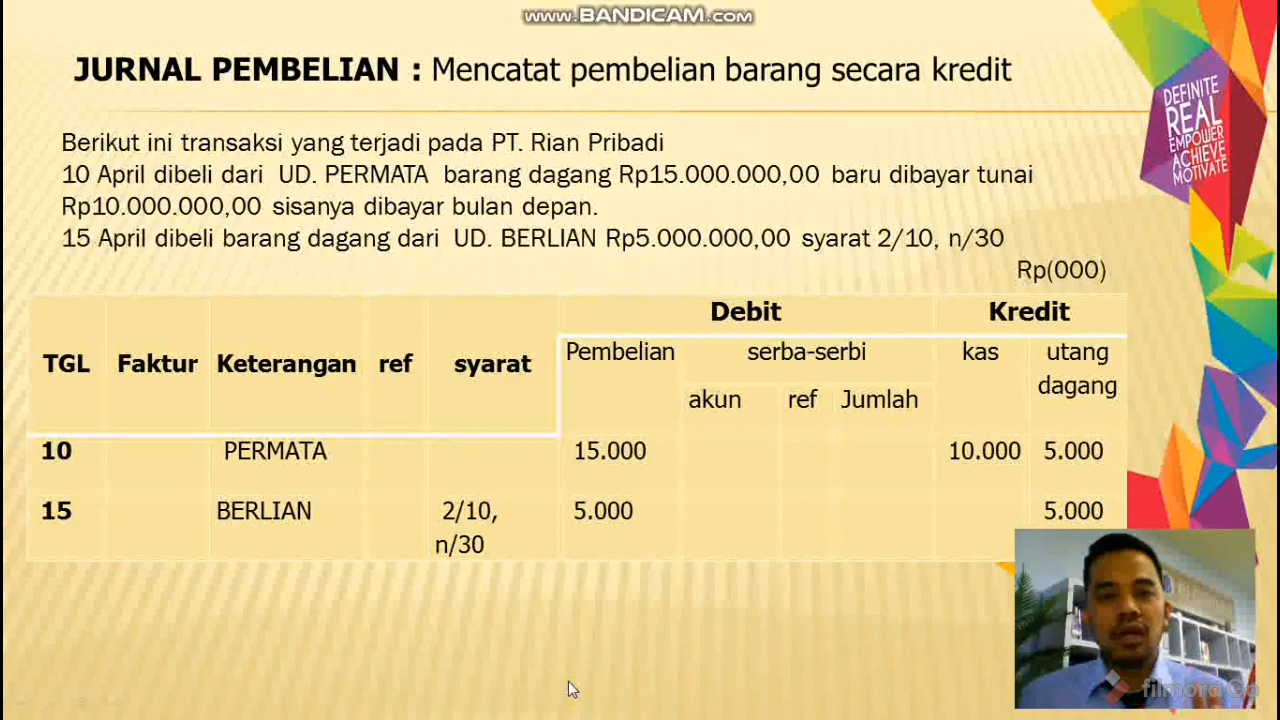 www.BANDICAM.com
JURNAL PEMBELIAN : Mencatat pembelian barang secara kredit
DEFINITE
REAL
EMPOWER
ACHIEVE
MOTIVATE
Berikut ini transaksi yang terjadi pada PT. Rian Pribadi
10 April dibeli dari UD. PERMATA barang dagang Rp15.000.000,00 baru dibayar tunai
Rp10.000.000,00 sisanya dibayar bulan depan.
15 April dibeli barang dagang dari UD. BERLIAN Rp5.000.000,00 syarat 2/10, n/30
Rp(000)
TGL Faktur Keterangan ref syarat Debit Kredit
Pembelian serba-serbi kas utang dagang
akun ref Jumlah
10 PERMATA 15.000 10.000 5.000
15 BERLIAN 2/10, 5.000 5.000
n/30
filmora Go